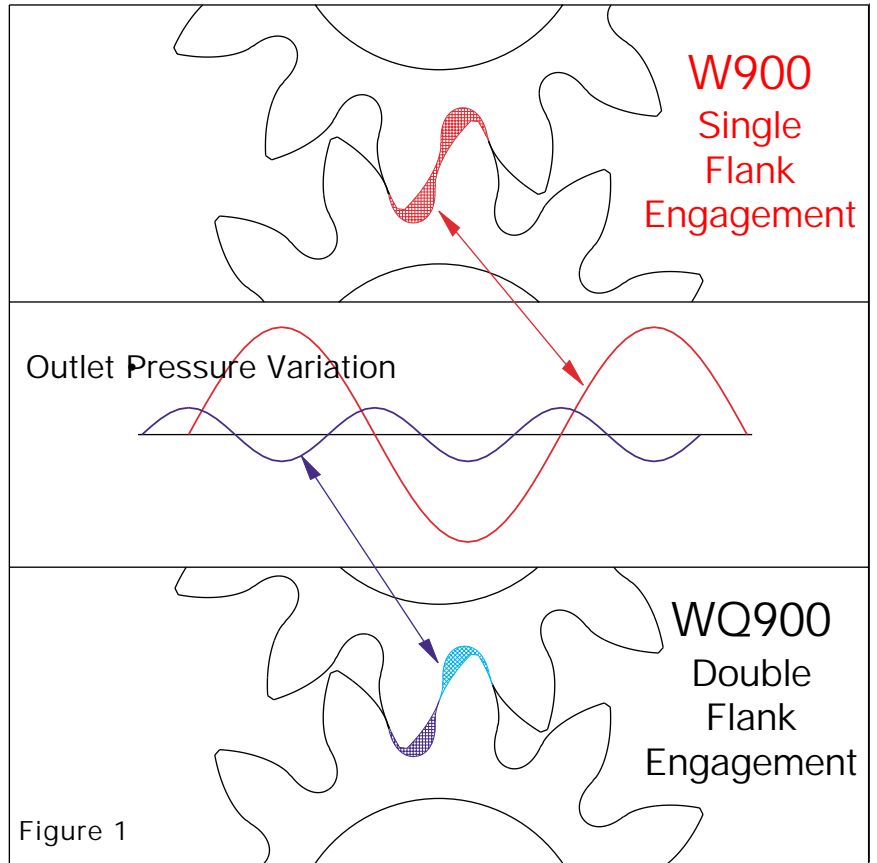 W900
Single
Flank
Engagement
Outlet Pressure Variation
WQ900
Double
Flank
Engagement
Figure 1